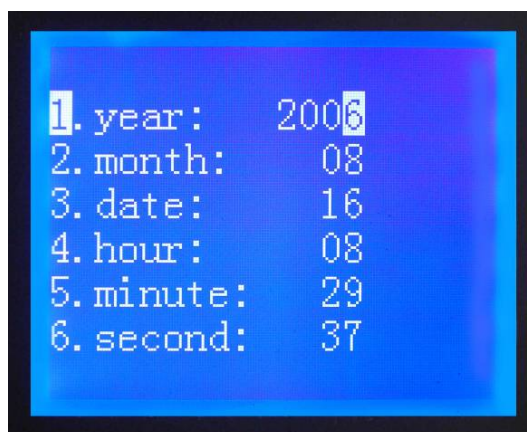 1. year: 2006
2. month: 08
3. date: 16
4. hour: 08
5. minute: 29
6. second: 37